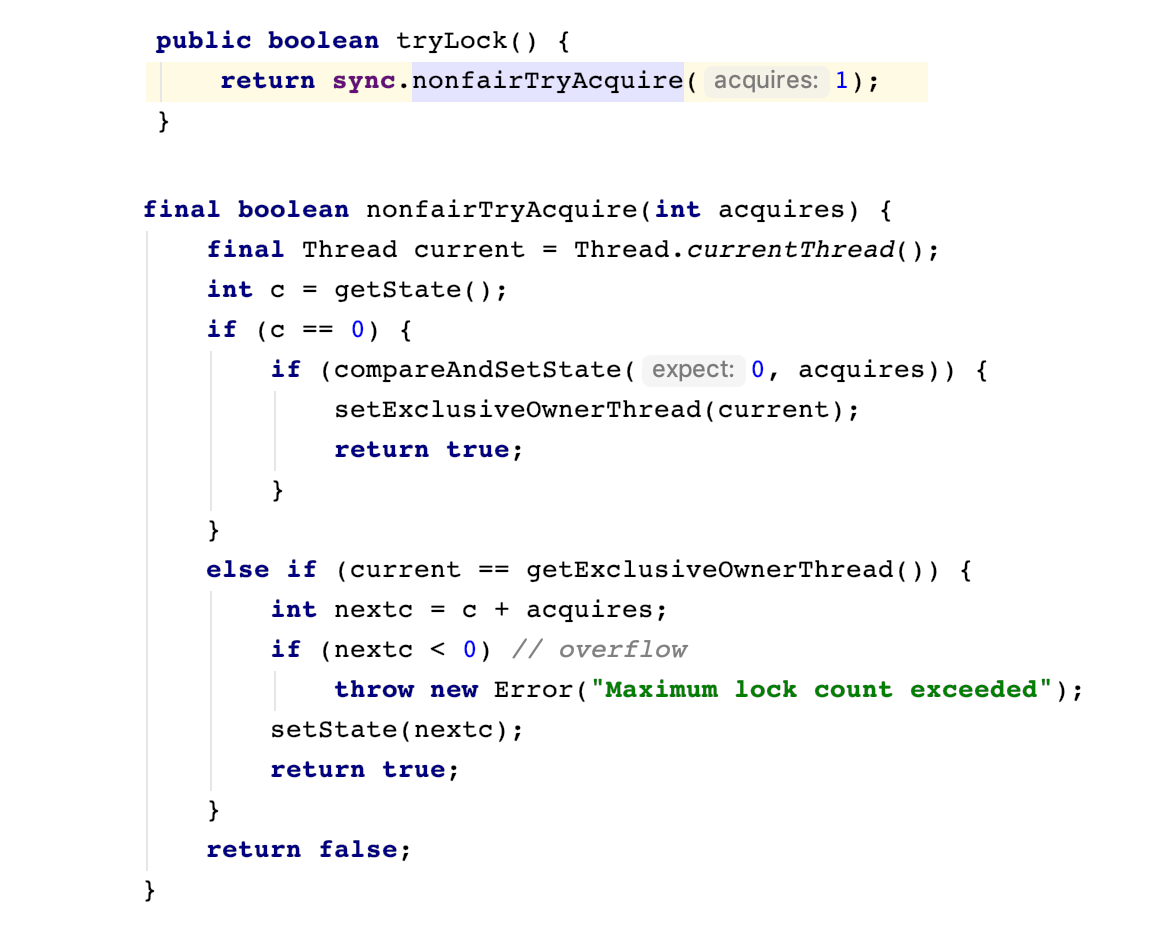 public boolean tryLock() {
    return sync.nonfairTryAcquire( acquires: 1);
}
final boolean nonfairTryAcquire(int acquires) {
    final Thread current = Thread.currentThread();
    int c = getState();
    if (c == 0) {
        if (compareAndSetState( expect: 0, acquires)) {
            setExclusiveOwnerThread(current);
            return true;
        }
    }
    else if (current == getExclusiveOwnerThread()) {
        int nextc = c + acquires;
        if (nextc < 0) // overflow
            throw new Error("Maximum lock count exceeded");
        setState(nextc);
        return true;
    }
    return false;
}